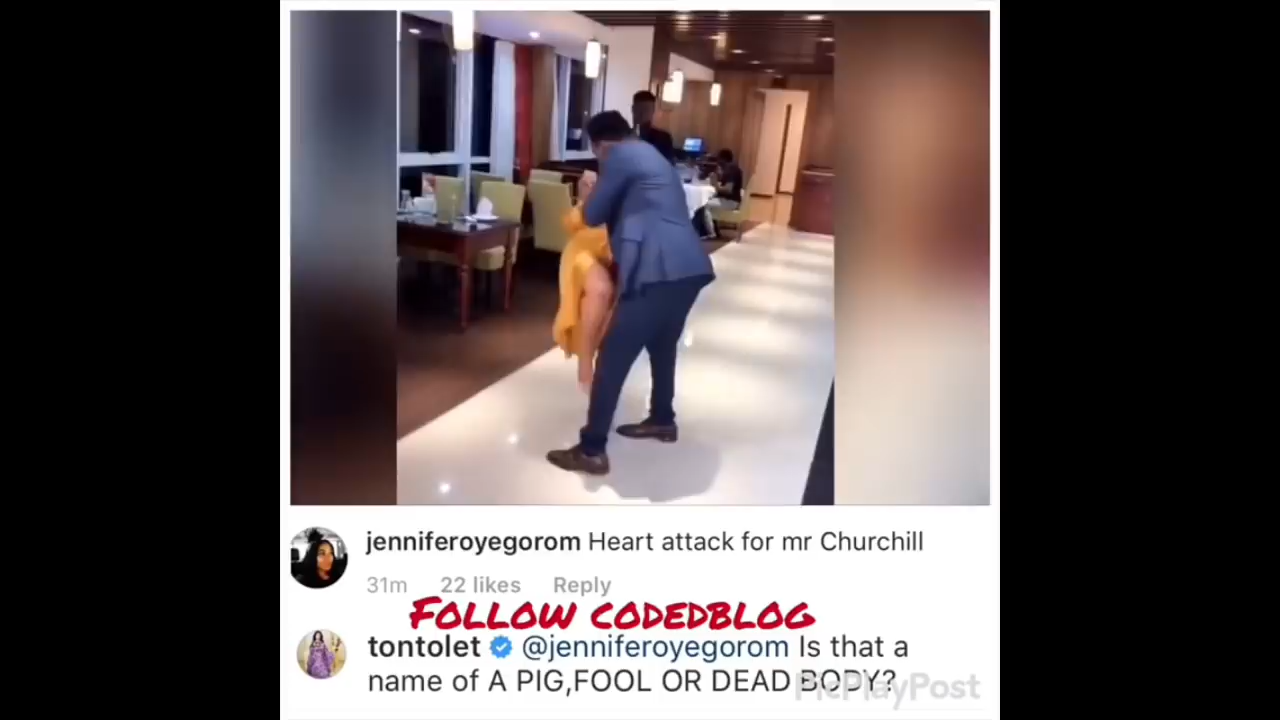 jenniferoyegorom Heart attack for mr Churchill
31m 22 likes Reply
FOLLOW CODEDBLOG
tontolet @jenniferoyegorom Is that a
name of A PIG,FOOL OR DEAD BODY?
PicPlayPost